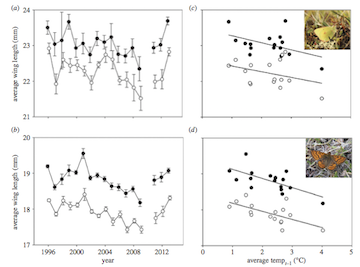 (a)
24
23
22
21
average wing length (mm)
(b)
20
19
18
17
average wing length (mm)
1996
2000
2004
2008
2012
year
(c)
(d)
0
1
2
3
4
5
average temp t–1 (°C)